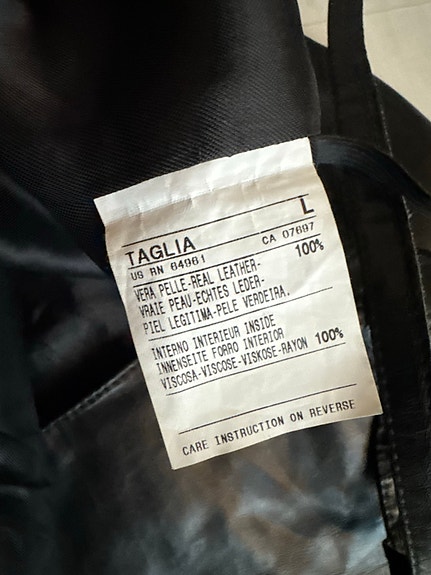 TAGLIA L
US RN 64961 CA 07697
VERA PELLE-REAL LEATHER- 100%
VRAIE PEAU-ECHTES LEDER-
PIEL LEGITIMA-PELE VERDEIRA.
INTERNO INTERIEUR INSIDE
INNENSEITE FORRO INTERIOR
VISCOSA-VISCOSE-VISKOSE-RAYON 100%
CARE INSTRUCTION ON REVERSE